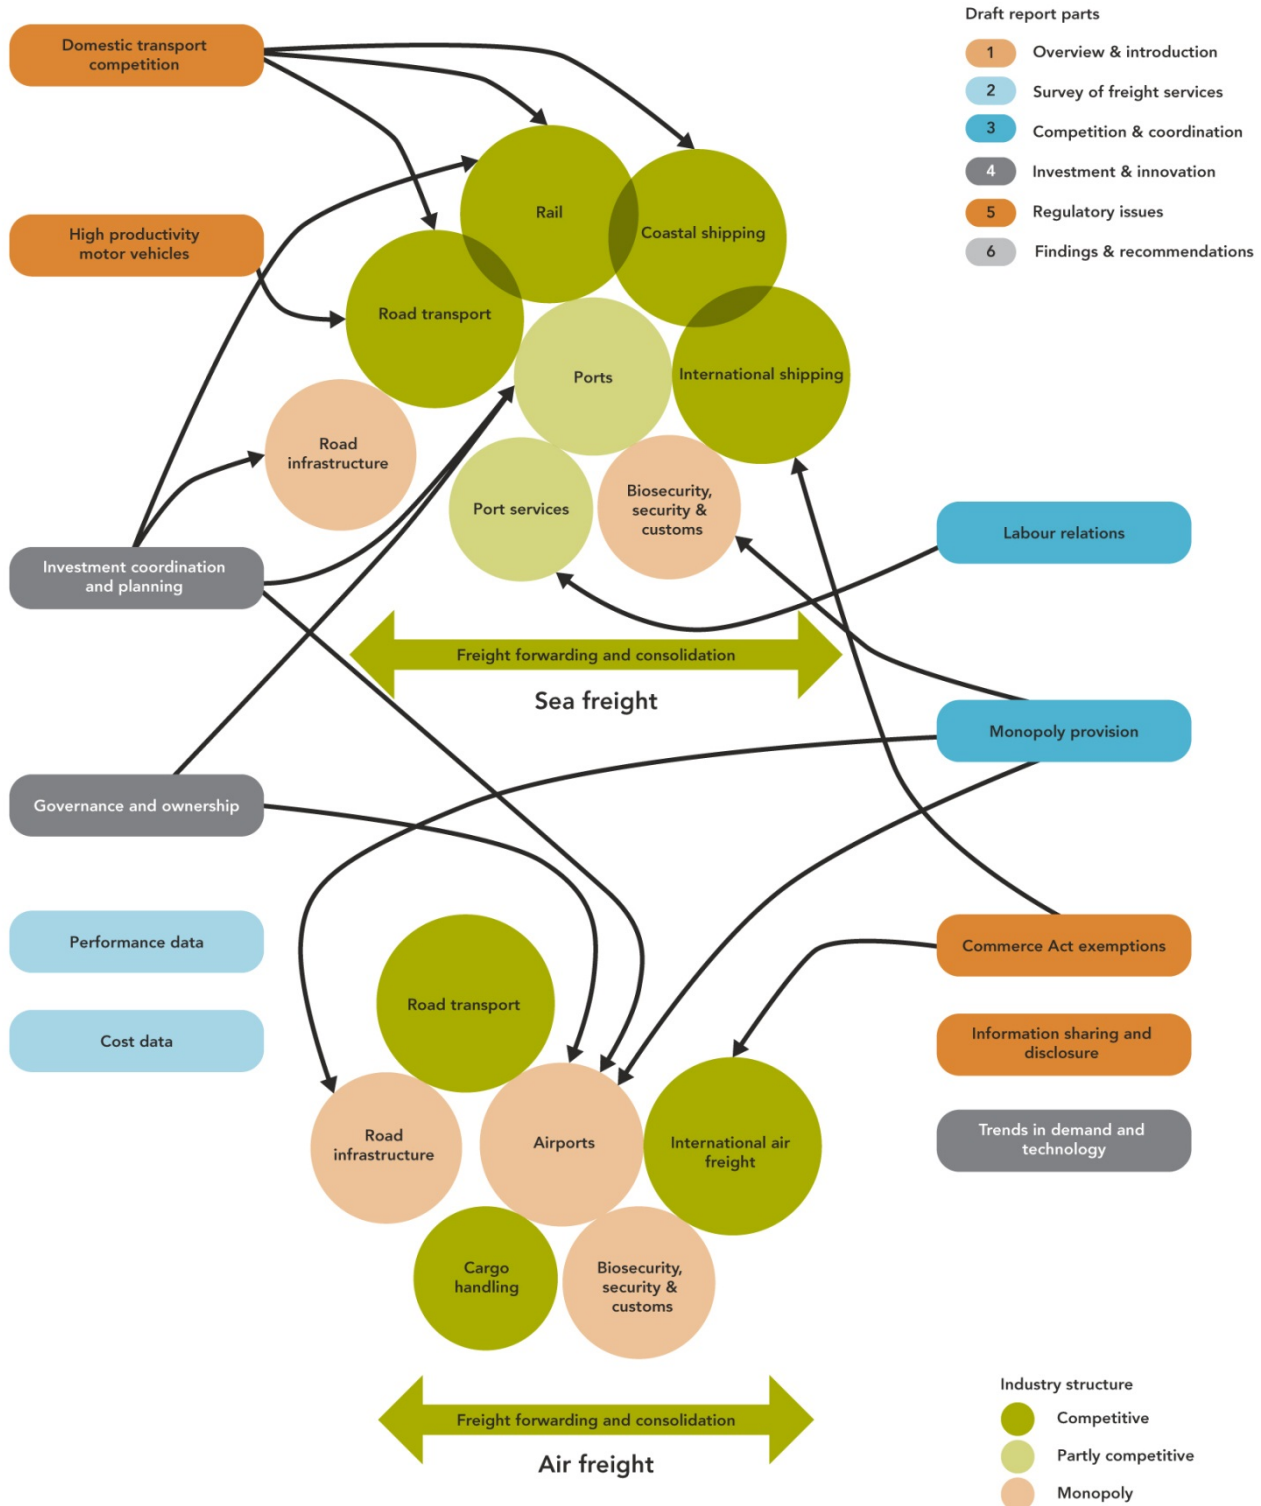 Draft report parts
1 Overview & introduction
2 Survey of freight services
3 Competition & coordination
4 Investment & innovation
5 Regulatory issues
6 Findings & recommendations
Domestic transport
competition
High productivity
motor vehicles
Investment coordination
and planning
Governance and ownership
Performance data
Cost data
Rail
Coastal shipping
Road transport
Ports
International shipping
Road
infrastructure
Port services
Biosecurity,
security &
customs
Freight forwarding and consolidation
Sea freight
Labour relations
Monopoly provision
Commerce Act exemptions
Information sharing and
disclosure
Trends in demand and
technology
Road transport
Road
infrastructure
Airports
International air
freight
Cargo
handling
Biosecurity,
security &
customs
Freight forwarding and consolidation
Air freight
Industry structure
Competitive
Partly competitive
Monopoly